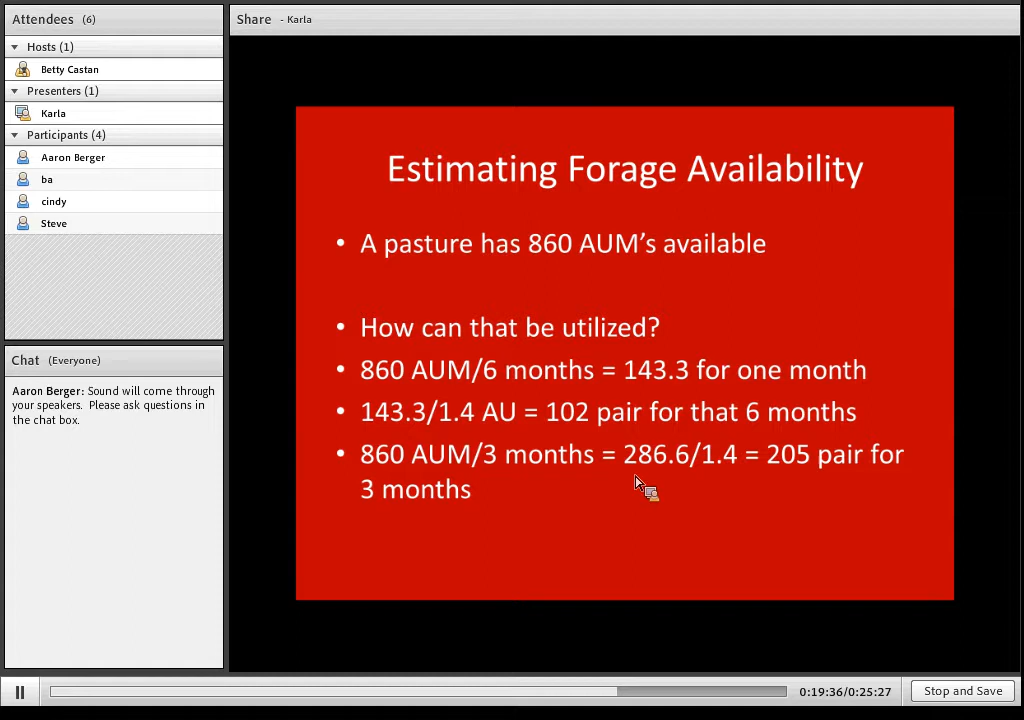 Attendees (6)
Hosts (1)
Betty Castan
Presenters (1)
Karla
Participants (4)
Aaron Berger
ba
cindy
Steve
Chat (Everyone)
Aaron Berger: Sound will come through
your speakers. Please ask questions in
the chat box.
Share - Karla
Estimating Forage Availability
• A pasture has 860 AUM’s available
• How can that be utilized?
• 860 AUM/6 months = 143.3 for one month
• 143.3/1.4 AU = 102 pair for that 6 months
• 860 AUM/3 months = 286.6/1.4 = 205 pair for
3 months
0:19:36/0:25:27
Stop and Save